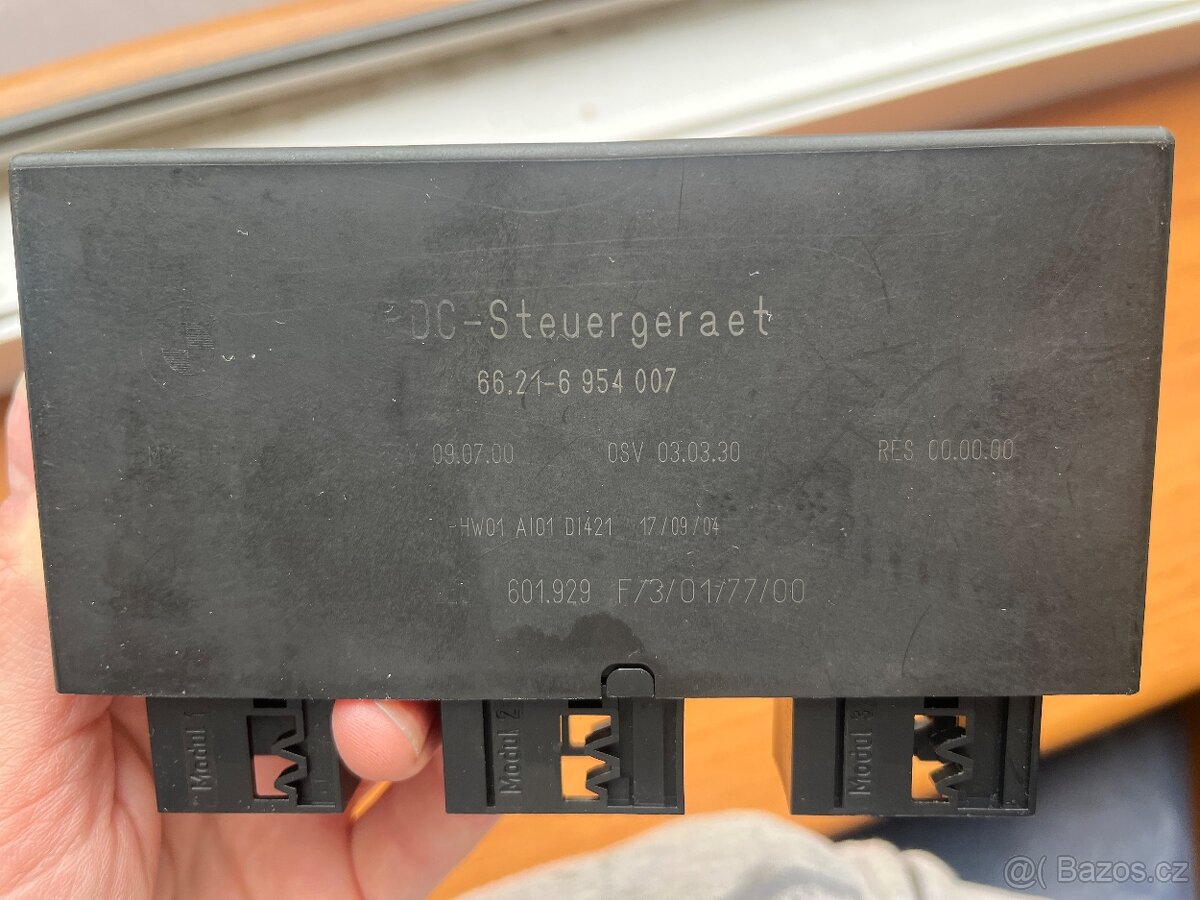 PDC-Steuergeraet
66.21-6 954 007
09.07.00 OSV 03.03.30 RES 00.00.00
HW01 AI01 DI421 17/09/04
601.929 F/3/01/77/00
Modul 1 Modul 2 Modul 3
Bazos.cz